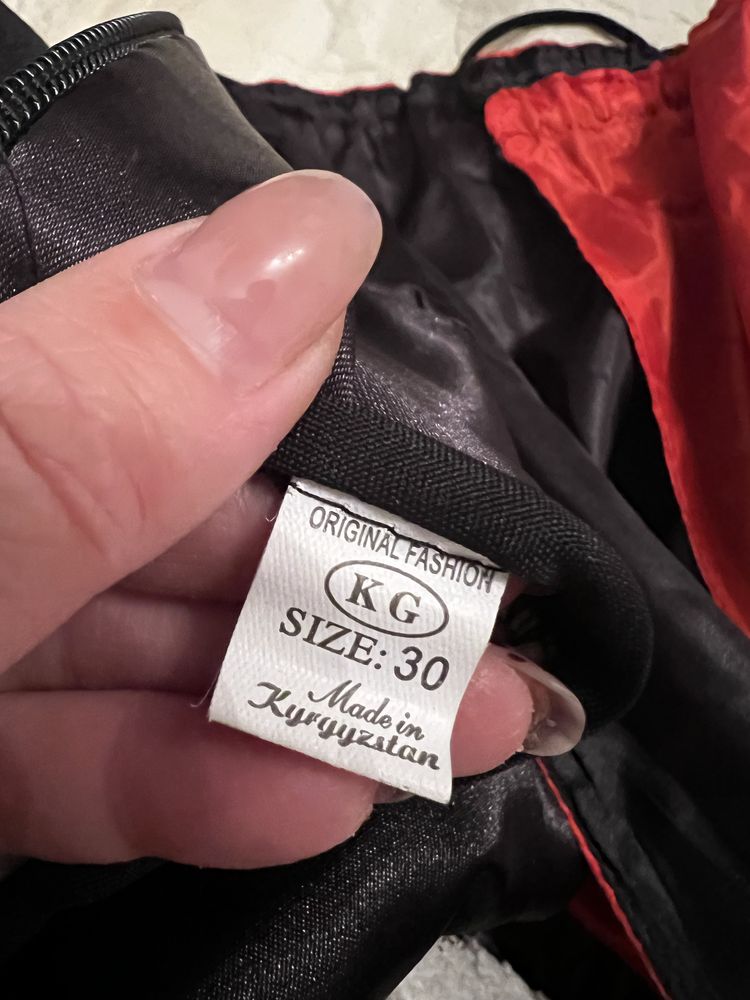 ORIGINAL FASHION
KG
SIZE: 30
Made in
Kyrgyzstan